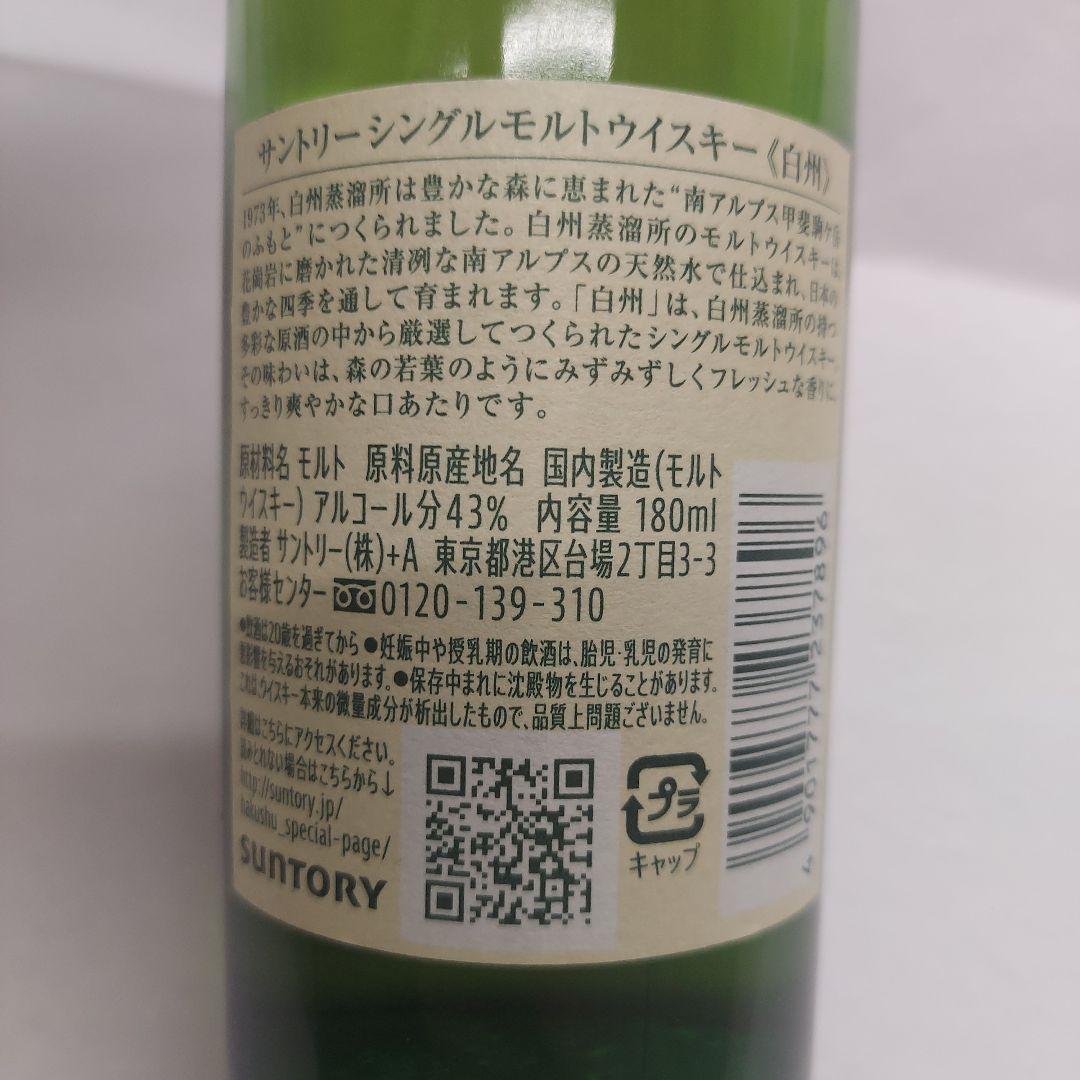 サントリーシングルモルトウイスキー《白州》
1973年、白州蒸溜所は豊かな森に恵まれた“南アルプス甲斐駒ケ岳
のふもと”につくられました。白州蒸溜所のモルトウイスキーは、
花崗岩に磨かれた清冽な南アルプスの天然水で仕込まれ、日本の
豊かな四季を通して育まれます。「白州」は、白州蒸溜所の持つ
多彩な原酒の中から厳選してつくられたシングルモルトウイスキー。
その味わいは、森の若葉のようにみずみずしくフレッシュな香りに、
すっきり爽やかな口あたりです。
原材料名 モルト 原料原産地名 国内製造(モルト
ウイスキー) アルコール分43% 内容量 180ml
製造者 サントリー(株)+A 東京都港区台場2丁目3-3
お客様センター 0120-139-310
●飲酒は20歳を過ぎてから ●妊娠中や授乳期の飲酒は、胎児・乳児の発育に
悪影響を与えるおそれがあります。●保存中まれに沈殿物を生じることがあります。
これは、ウイスキー本来の微量成分が析出したもので、品質上問題ございません。
詳細はこちらにアクセスください。
読みとれない場合はこちらから↓
http://suntory.jp/
hakushu_special-page/
SUNTORY
プラ
キャップ
4 901777 237896